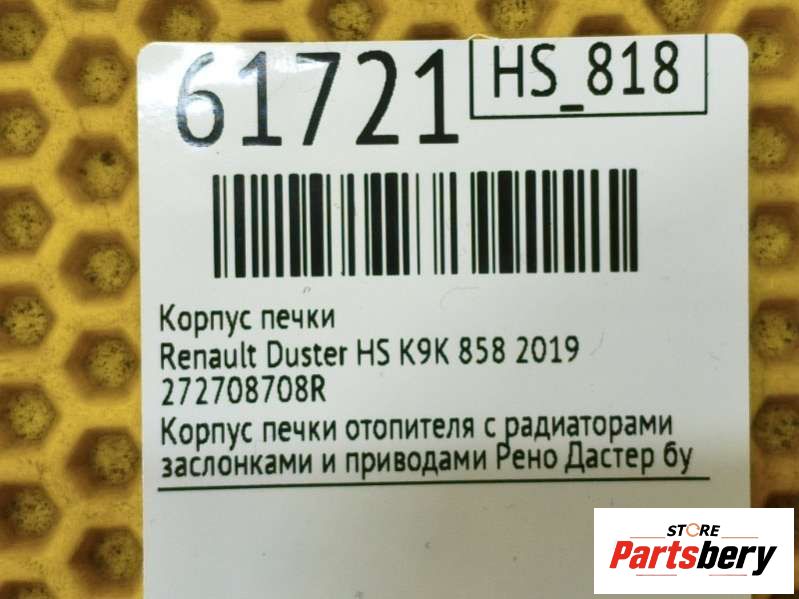 61721
HS_818
Корпус печки
Renault Duster HS K9K 858 2019
272708708R
Корпус печки отопителя с радиаторами
заслонками и приводами Рено Дастер бу
STORE
Partsbery